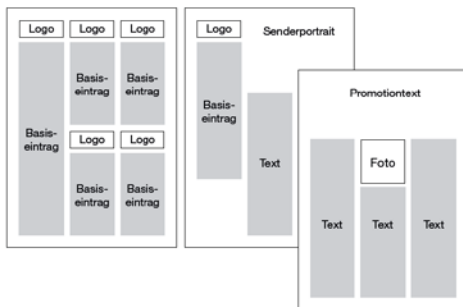 Logo
Logo
Logo
Basis-
eintrag
Basis-
eintrag
Basis-
eintrag
Logo
Logo
Basis-
eintrag
Basis-
eintrag
Logo
Senderportrait
Basis-
eintrag
Text
Promotiontext
Foto
Text
Text
Text